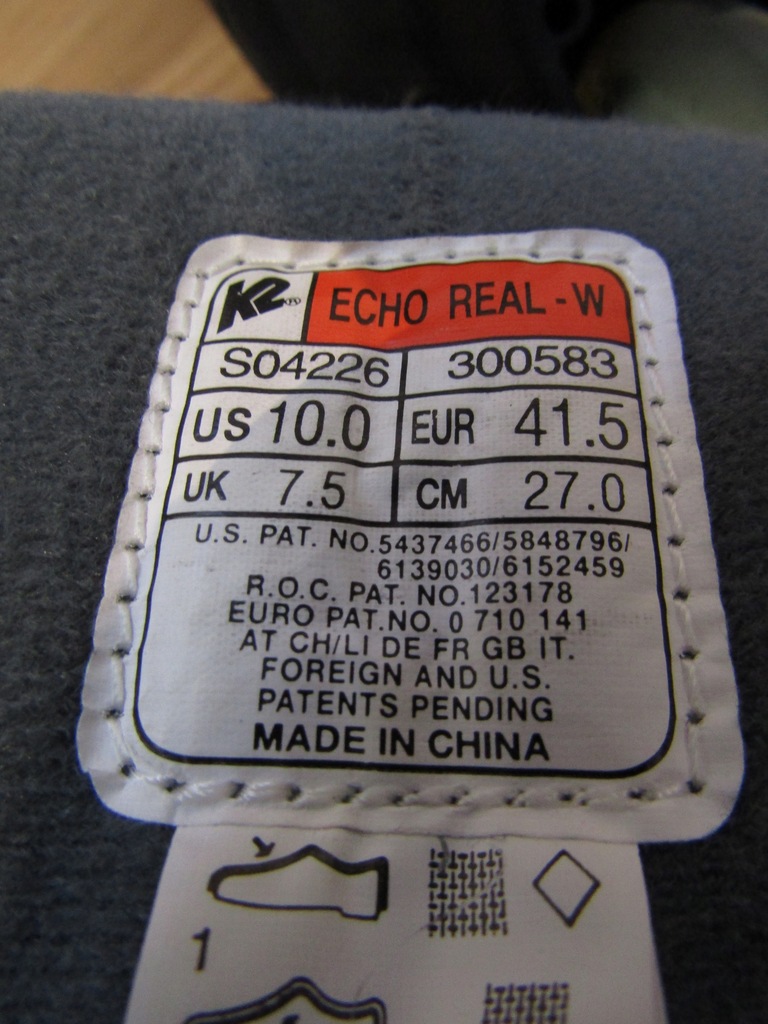 K2® ECHO REAL - W
S04226 300583
US 10.0 EUR 41.5
UK 7.5 CM 27.0
U.S. PAT. NO.5437466/5848796/
6139030/6152459
R.O.C. PAT. NO.123178
EURO PAT.NO. 0 710 141
AT CH/LI DE FR GB IT.
FOREIGN AND U.S.
PATENTS PENDING
MADE IN CHINA
1